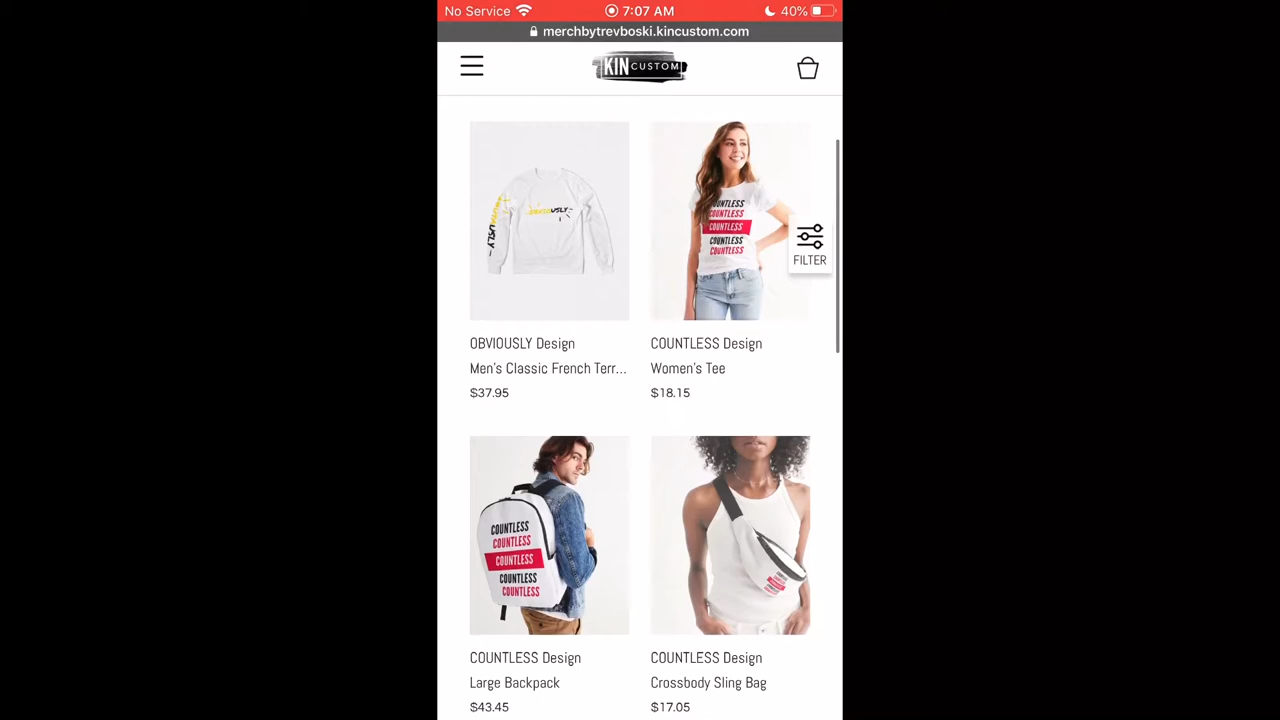 No Service 7:07 AM 40%
merchbytrevboski.kincustom.com
KIN CUSTOM
OBVIOUSLY
OBVIOUSLY
COUNTLESS
COUNTLESS
COUNTLESS
COUNTLESS
COUNTLESS
FILTER
OBVIOUSLY Design
Men's Classic French Terr...
$37.95
COUNTLESS Design
Women's Tee
$18.15
COUNTLESS
COUNTLESS
COUNTLESS
COUNTLESS
COUNTLESS
COUNTLESS Design
Large Backpack
$43.45
COUNTLESS Design
Crossbody Sling Bag
$17.05